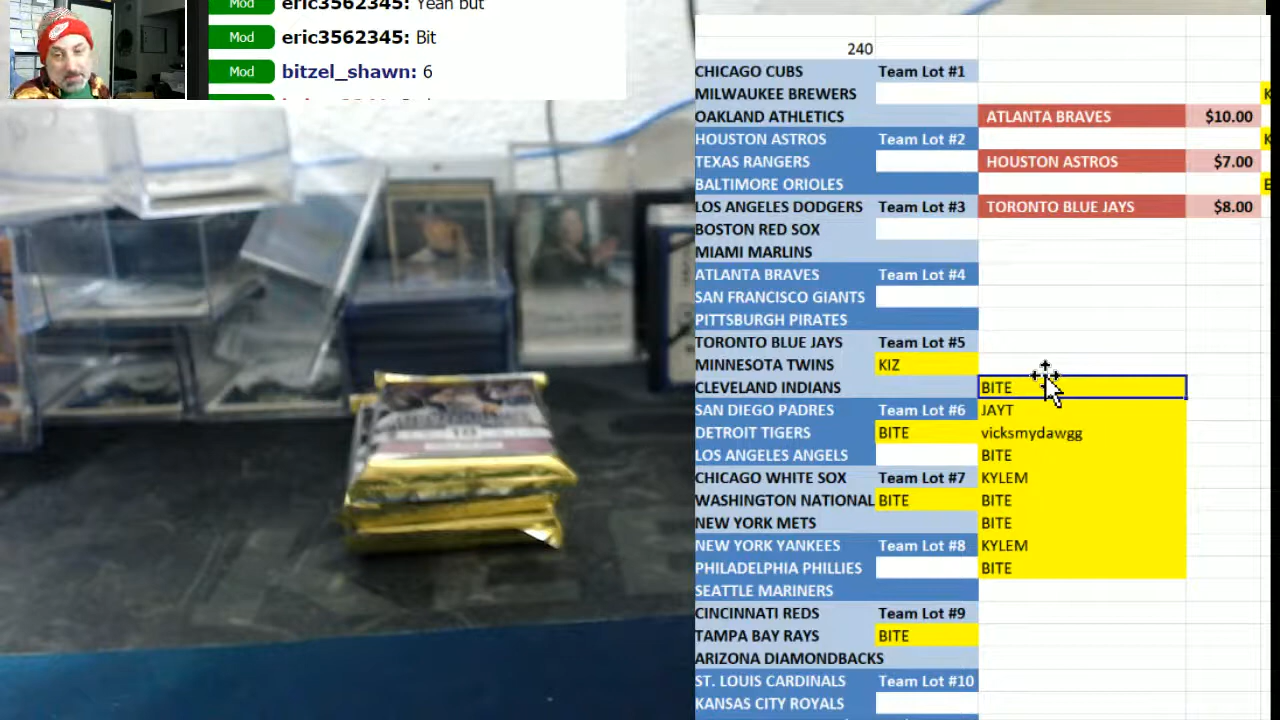 Mod eric3562345: Yeah but
Mod eric3562345: Bit
Mod bitzel_shawn: 6
240
CHICAGO CUBS Team Lot #1
MILWAUKEE BREWERS
OAKLAND ATHLETICS ATLANTA BRAVES $10.00
HOUSTON ASTROS Team Lot #2
TEXAS RANGERS HOUSTON ASTROS $7.00
BALTIMORE ORIOLES
LOS ANGELES DODGERS Team Lot #3 TORONTO BLUE JAYS $8.00
BOSTON RED SOX
MIAMI MARLINS
ATLANTA BRAVES Team Lot #4
SAN FRANCISCO GIANTS
PITTSBURGH PIRATES
TORONTO BLUE JAYS Team Lot #5
MINNESOTA TWINS KIZ
CLEVELAND INDIANS BITE
SAN DIEGO PADRES Team Lot #6 JAYT
DETROIT TIGERS BITE vicksmydawgg
LOS ANGELES ANGELS BITE
CHICAGO WHITE SOX Team Lot #7 KYLEM
WASHINGTON NATIONAL BITE BITE
NEW YORK METS BITE
NEW YORK YANKEES Team Lot #8 KYLEM
PHILADELPHIA PHILLIES BITE
SEATTLE MARINERS
CINCINNATI REDS Team Lot #9
TAMPA BAY RAYS BITE
ARIZONA DIAMONDBACKS
ST. LOUIS CARDINALS Team Lot #10
KANSAS CITY ROYALS